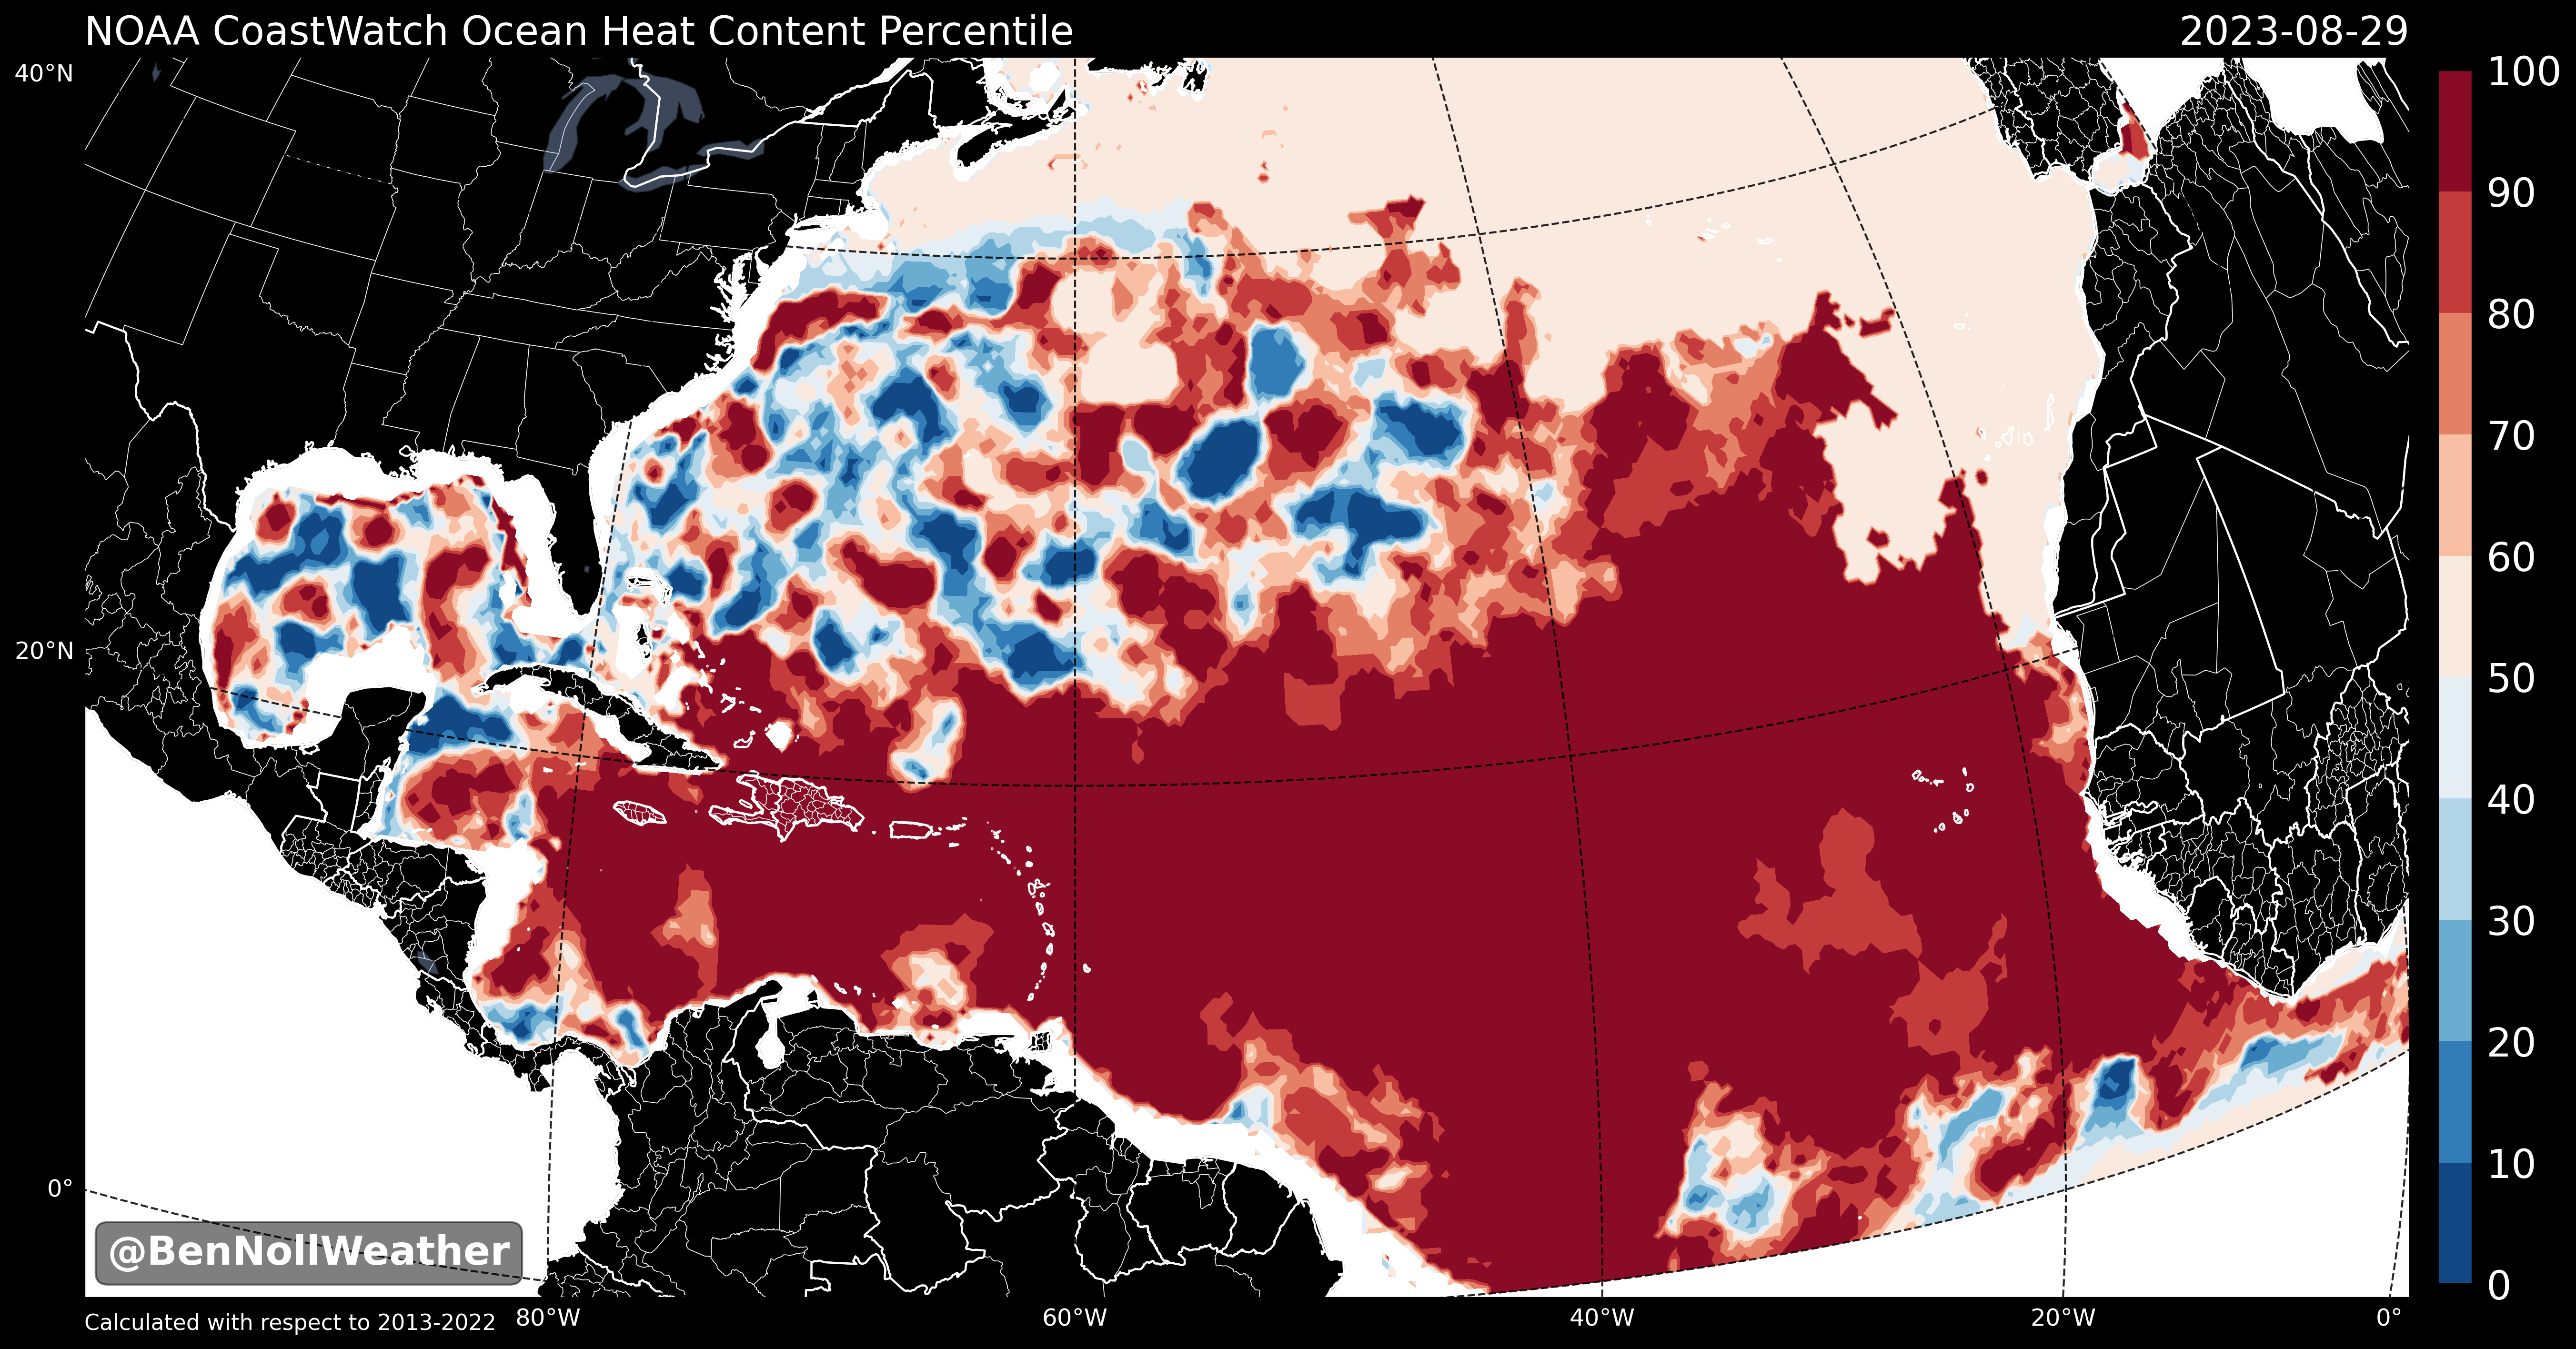 NOAA CoastWatch Ocean Heat Content Percentile 2023-08-29
40°N
20°N
0°
100
90
80
70
60
50
40
30
20
10
0
@BenNollWeather
Calculated with respect to 2013-2022
80°W 60°W 40°W 20°W 0°